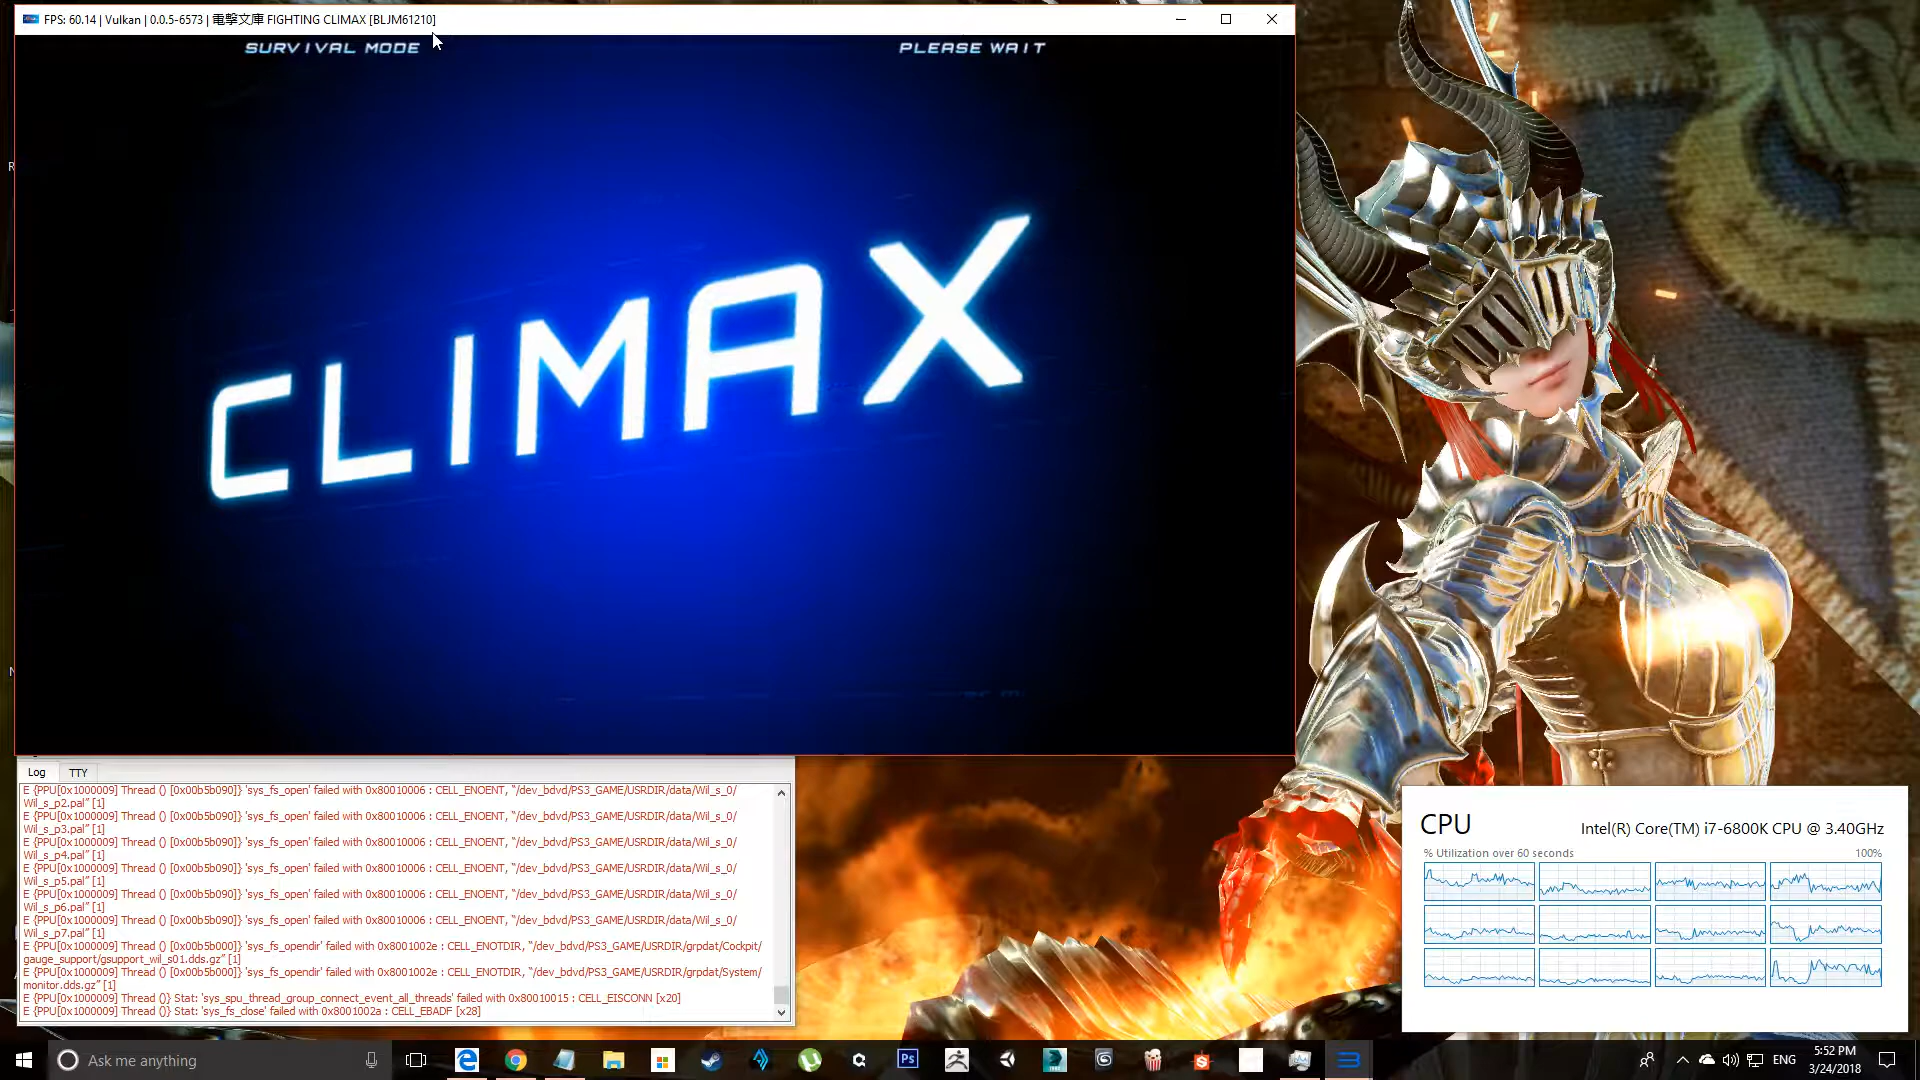 FPS: 60.14 | Vulkan | 0.0.5-6573 | 電撃文庫 FIGHTING CLIMAX [BLJM61210]
SURVIVAL MODE
PLEASE WAIT
CLIMAX
Log
TTY
E {PPU[0x1000009] Thread () [0x00b5b090]} 'sys_fs_open' failed with 0x80010006 : CELL_ENOENT, “/dev_bdvd/PS3_GAME/USRDIR/data/Wil_s_0/
Wil_s_p2.pal” [1]
E {PPU[0x1000009] Thread () [0x00b5b090]} 'sys_fs_open' failed with 0x80010006 : CELL_ENOENT, “/dev_bdvd/PS3_GAME/USRDIR/data/Wil_s_0/
Wil_s_p3.pal” [1]
E {PPU[0x1000009] Thread () [0x00b5b090]} 'sys_fs_open' failed with 0x80010006 : CELL_ENOENT, “/dev_bdvd/PS3_GAME/USRDIR/data/Wil_s_0/
Wil_s_p4.pal” [1]
E {PPU[0x1000009] Thread () [0x00b5b090]} 'sys_fs_open' failed with 0x80010006 : CELL_ENOENT, “/dev_bdvd/PS3_GAME/USRDIR/data/Wil_s_0/
Wil_s_p5.pal” [1]
E {PPU[0x1000009] Thread () [0x00b5b090]} 'sys_fs_open' failed with 0x80010006 : CELL_ENOENT, “/dev_bdvd/PS3_GAME/USRDIR/data/Wil_s_0/
Wil_s_p6.pal” [1]
E {PPU[0x1000009] Thread () [0x00b5b090]} 'sys_fs_open' failed with 0x80010006 : CELL_ENOENT, “/dev_bdvd/PS3_GAME/USRDIR/data/Wil_s_0/
Wil_s_p7.pal” [1]
E {PPU[0x1000009] Thread () [0x00b5b000]} 'sys_fs_opendir' failed with 0x8001002e : CELL_ENOTDIR, “/dev_bdvd/PS3_GAME/USRDIR/grpdat/Cockpit/
gauge_support/gsupport_wil_s01.dds.gz” [1]
E {PPU[0x1000009] Thread () [0x00b5b000]} 'sys_fs_opendir' failed with 0x8001002e : CELL_ENOTDIR, “/dev_bdvd/PS3_GAME/USRDIR/grpdat/System/
monitor.dds.gz” [1]
E {PPU[0x1000009] Thread ()} Stat: 'sys_spu_thread_group_connect_event_all_threads' failed with 0x80010015 : CELL_EISCONN [x20]
E {PPU[0x1000009] Thread ()} Stat: 'sys_fs_close' failed with 0x8001002a : CELL_EBADF [x28]
CPU
Intel(R) Core(TM) i7-6800K CPU @ 3.40GHz
% Utilization over 60 seconds
100%
Ask me anything
Ps
ENG
5:52 PM
3/24/2018